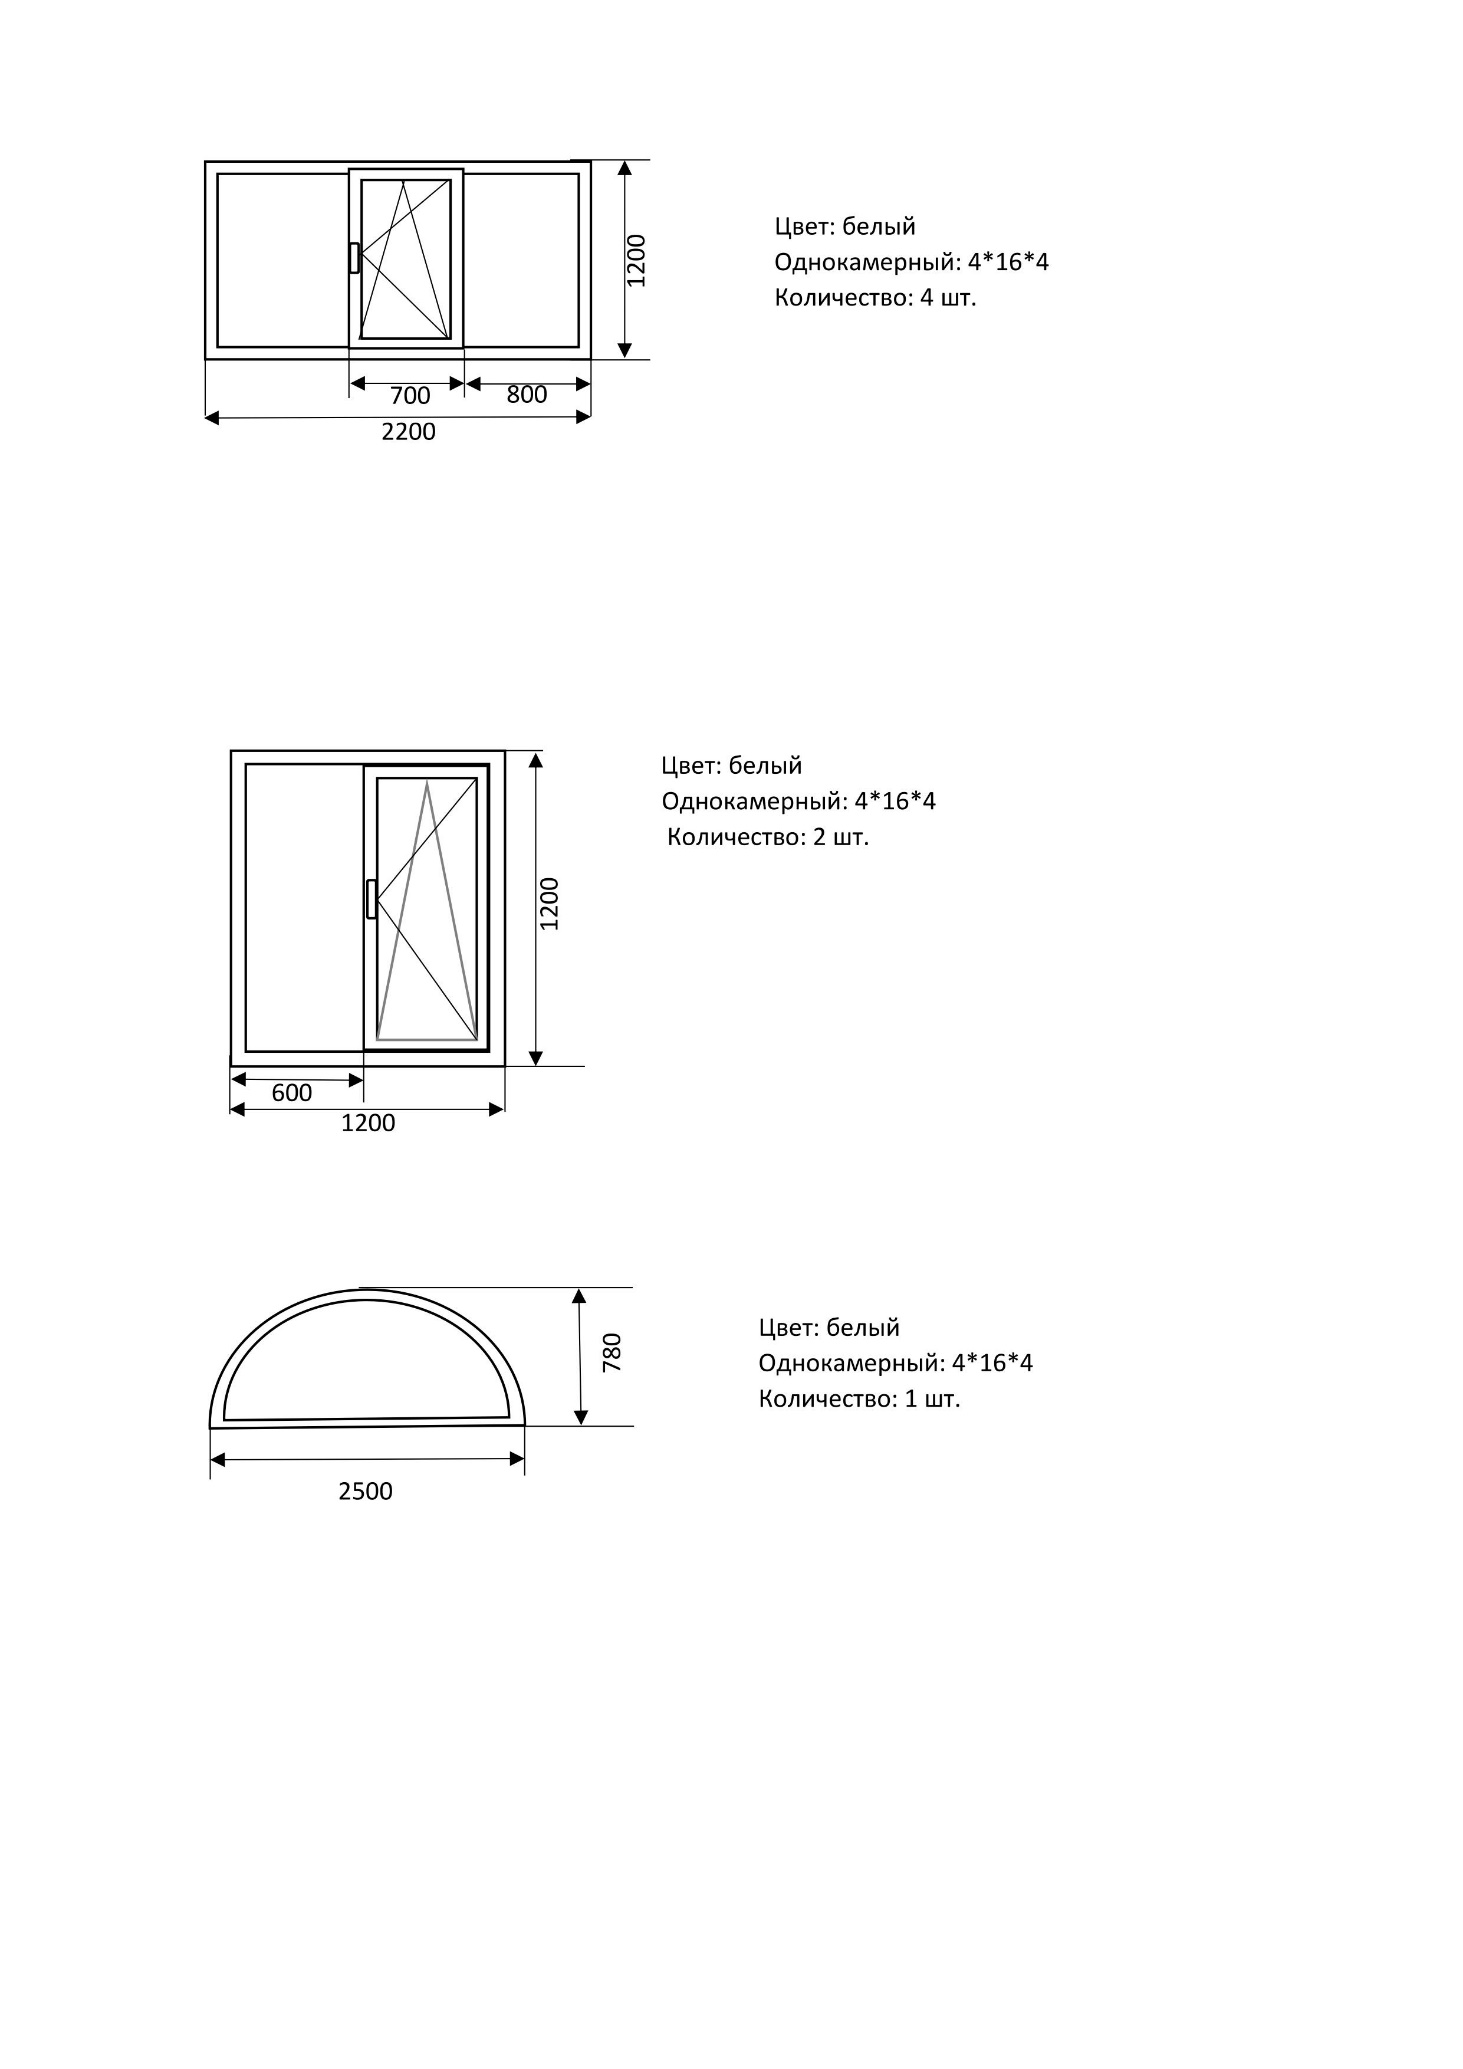 1200
Цвет: белый
Однокамерный: 4*16*4
Количество: 4 шт.
700
800
2200
Цвет: белый
Однокамерный: 4*16*4
Количество: 2 шт.
1200
600
1200
780
Цвет: белый
Однокамерный: 4*16*4
Количество: 1 шт.
2500